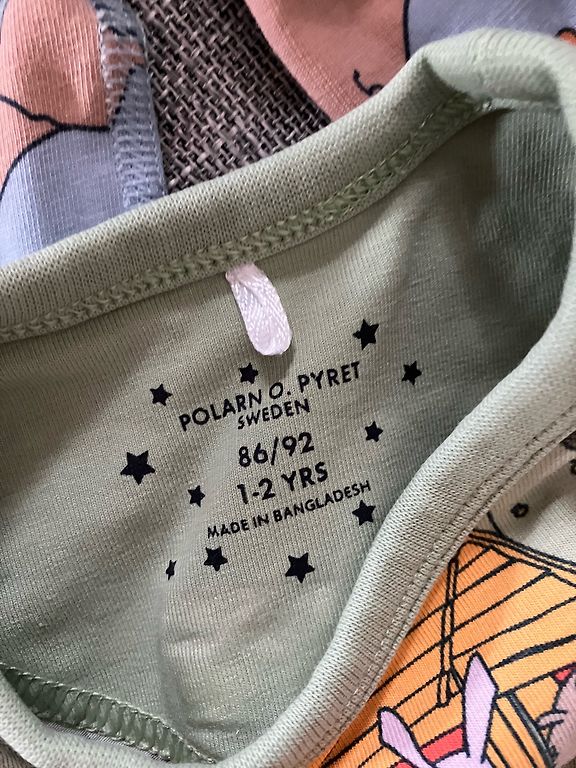 POLARN O. PYRET
SWEDEN
86/92
1-2 YRS
MADE IN BANGLADESH